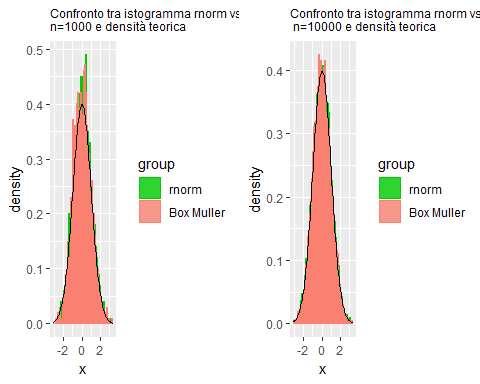 Confronto tra istogramma rnorm vs
n=1000 e densità teorica
0.5
0.4
0.3
0.2
0.1
0.0
density
-2 0 2
x
group
rnorm
Box Muller
Confronto tra istogramma rnorm vs
n=10000 e densità teorica
0.4
0.3
0.2
0.1
0.0
density
-2 0 2
x
group
rnorm
Box Muller